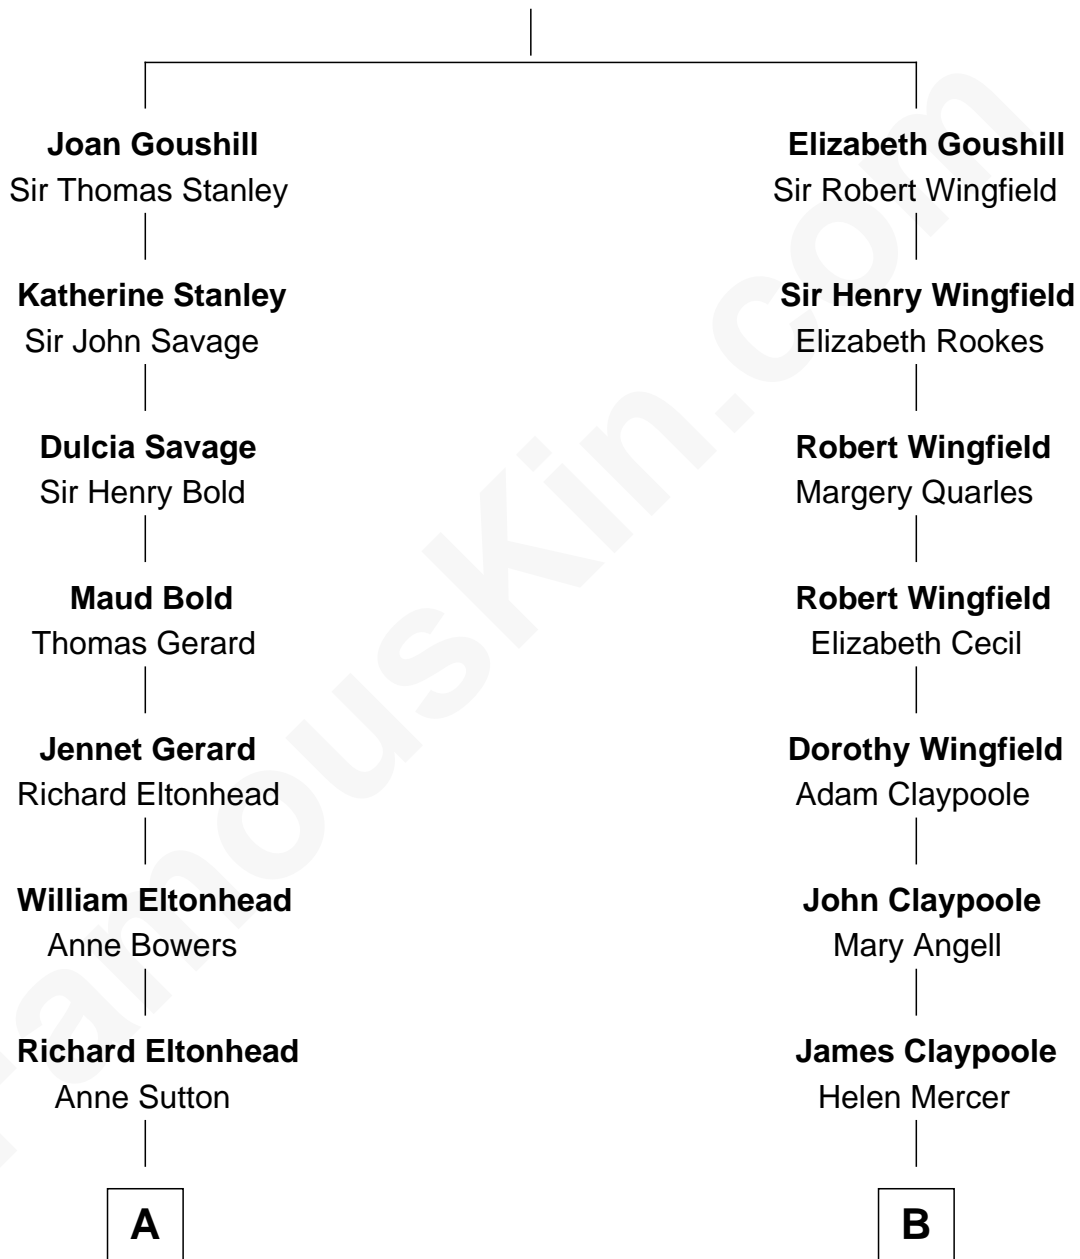 Joan Goushill
Sir Thomas Stanley
Katherine Stanley
Sir John Savage
Dulcia Savage
Sir Henry Bold
Maud Bold
Thomas Gerard
Jennet Gerard
Richard Eltonhead
William Eltonhead
Anne Bowers
Richard Eltonhead
Anne Sutton
A
Elizabeth Goushill
Sir Robert Wingfield
Sir Henry Wingfield
Elizabeth Rookes
Robert Wingfield
Margery Quarles
Robert Wingfield
Elizabeth Cecil
Dorothy Wingfield
Adam Claypoole
John Claypoole
Mary Angell
James Claypoole
Helen Mercer
B
FamousKin.com